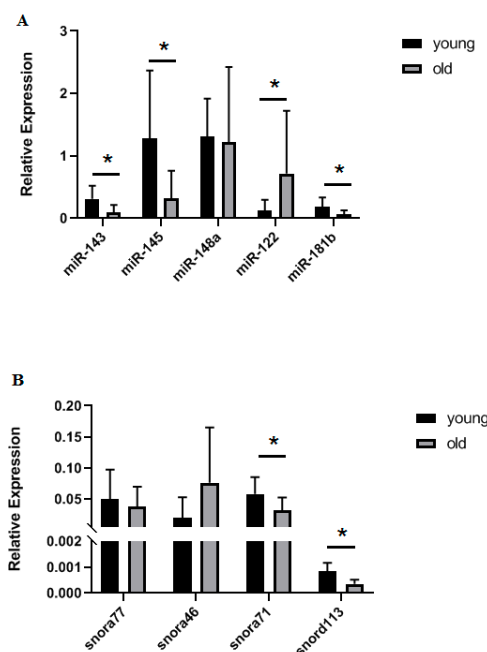 A
Relative Expression
3
2
1
0
*
*
*
*
young
old
miR-143
miR-145
miR-148a
miR-122
miR-181b
B
Relative Expression
0.20
0.15
0.10
0.05
0.002
0.001
0.000
*
*
young
old
snora77
snora46
snora71
snord113